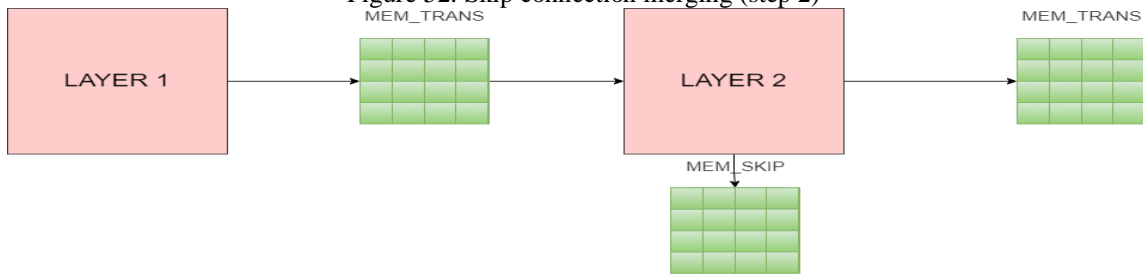 Figure 32: Skip connection merging (step 2)
MEM_TRANS
MEM_TRANS
LAYER 1
LAYER 2
MEM_SKIP